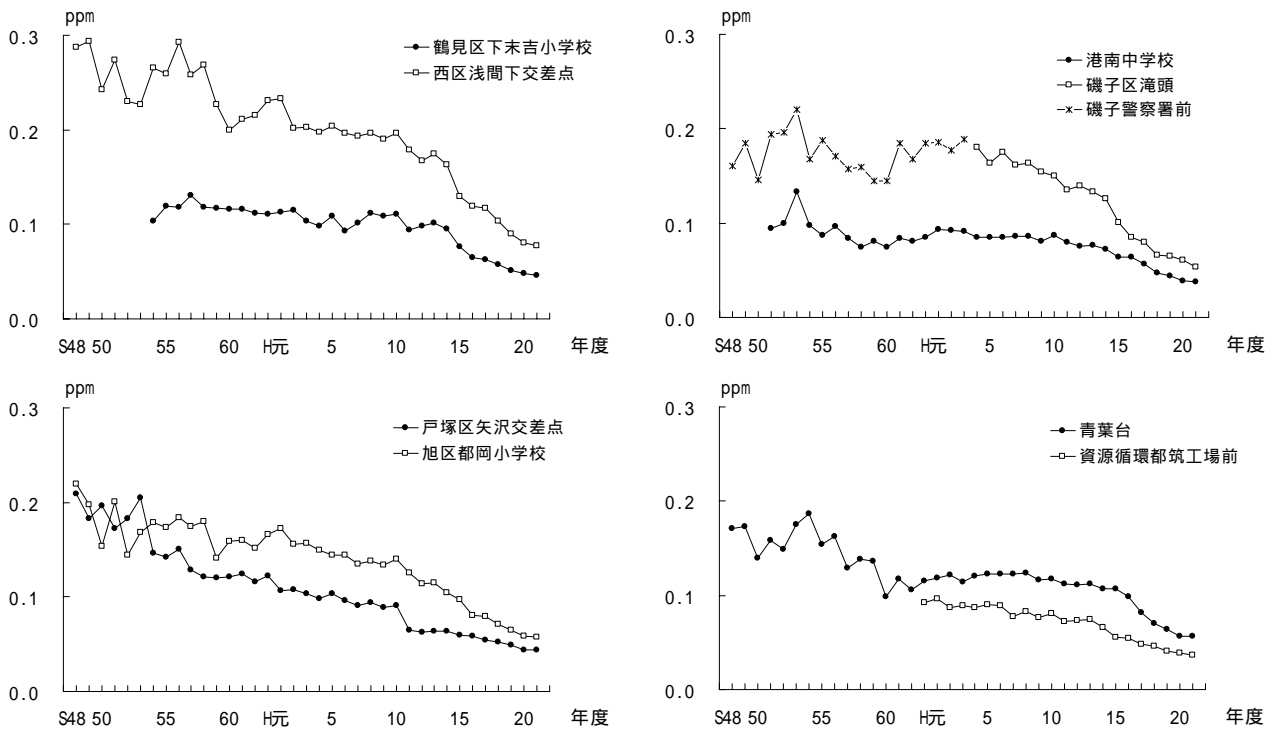 ppm
0.3
0.2
0.1
0.0
鶴見区下末吉小学校
西区浅間下交差点
S48 50 55 60 H元 5 10 15 20 年度
ppm
0.3
0.2
0.1
0.0
港南中学校
磯子区滝頭
磯子警察署前
S48 50 55 60 H元 5 10 15 20 年度
ppm
0.3
0.2
0.1
0.0
戸塚区矢沢交差点
旭区都岡小学校
S48 50 55 60 H元 5 10 15 20 年度
ppm
0.3
0.2
0.1
0.0
青葉台
資源循環都筑工場前
S48 50 55 60 H元 5 10 15 20 年度